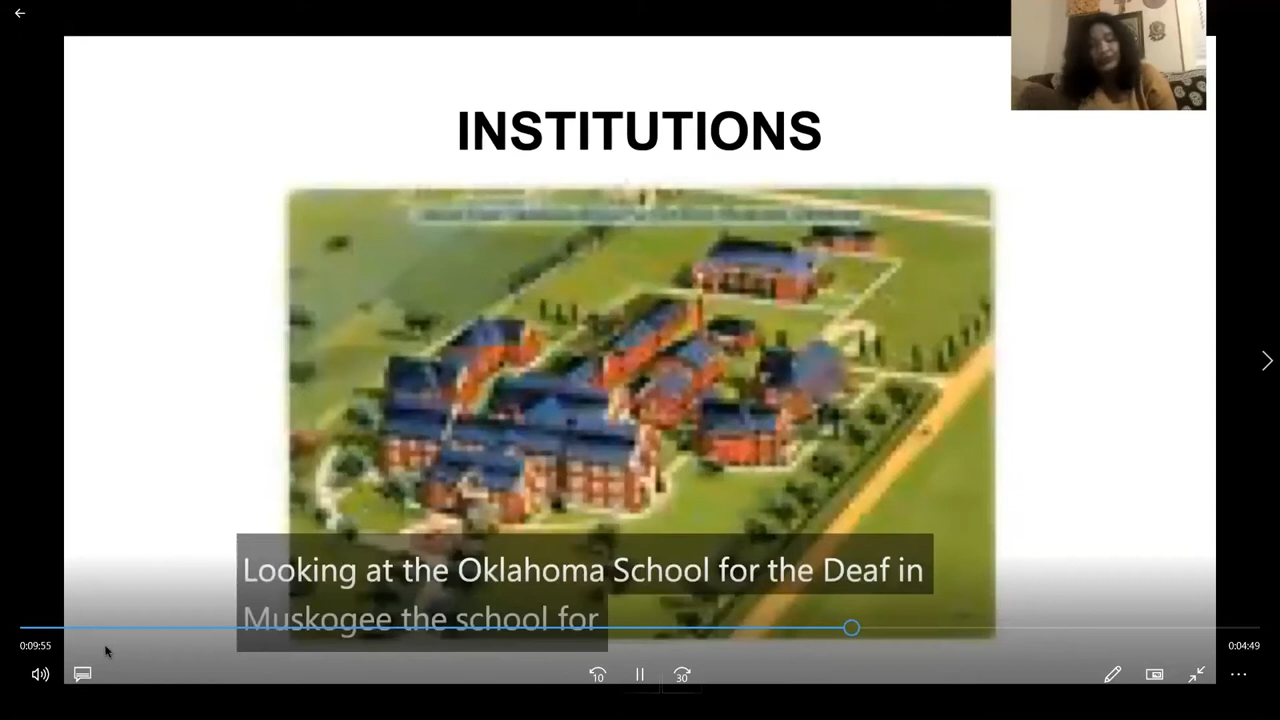 INSTITUTIONS
Looking at the Oklahoma School for the Deaf in
Muskogee the school for
0:09:55
0:04:49
10
30